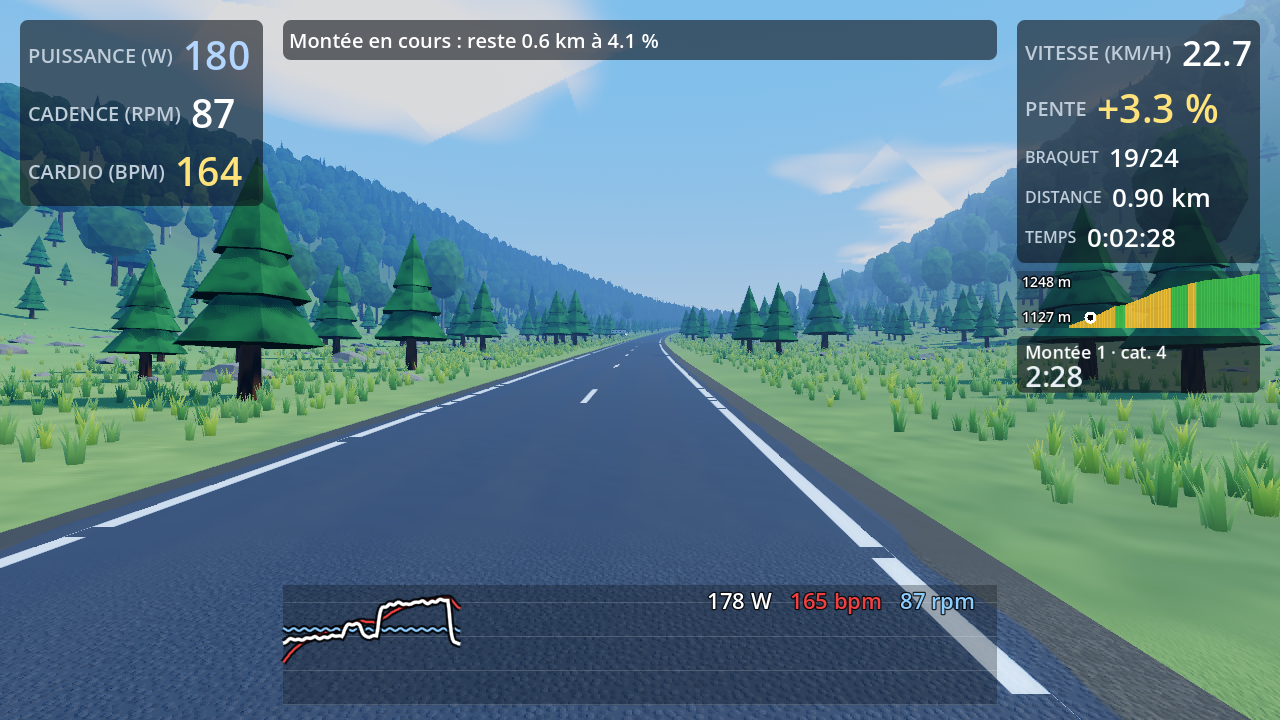 PUISSANCE (W) 180
CADENCE (RPM) 87
CARDIO (BPM) 164
Montée en cours : reste 0.6 km à 4.1 %
VITESSE (KM/H) 22.7
PENTE +3.3 %
BRAQUET 19/24
DISTANCE 0.90 km
TEMPS 0:02:28
1248 m
1127 m
Montée 1 · cat. 4
2:28
178 W 165 bpm 87 rpm